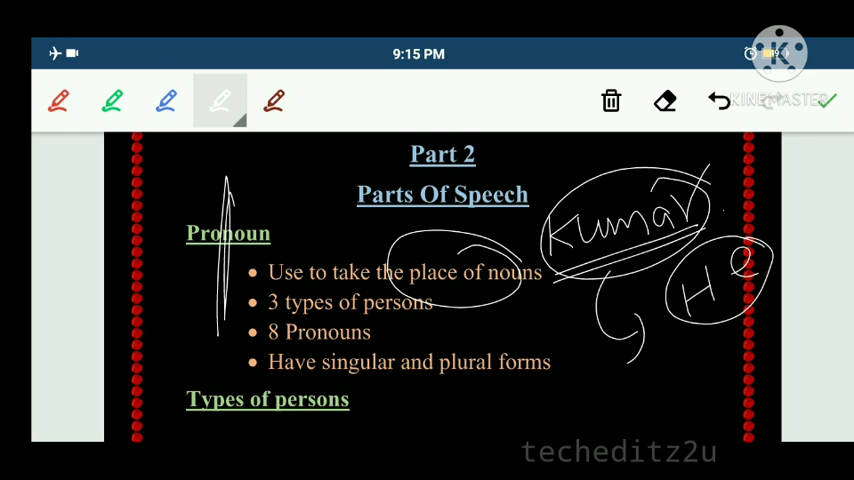 9:15 PM
19
KINEMASTER
Part 2
Parts Of Speech
Kumar
Pronoun
He
Use to take the place of nouns
3 types of persons
8 Pronouns
Have singular and plural forms
Types of persons
techeditz2u